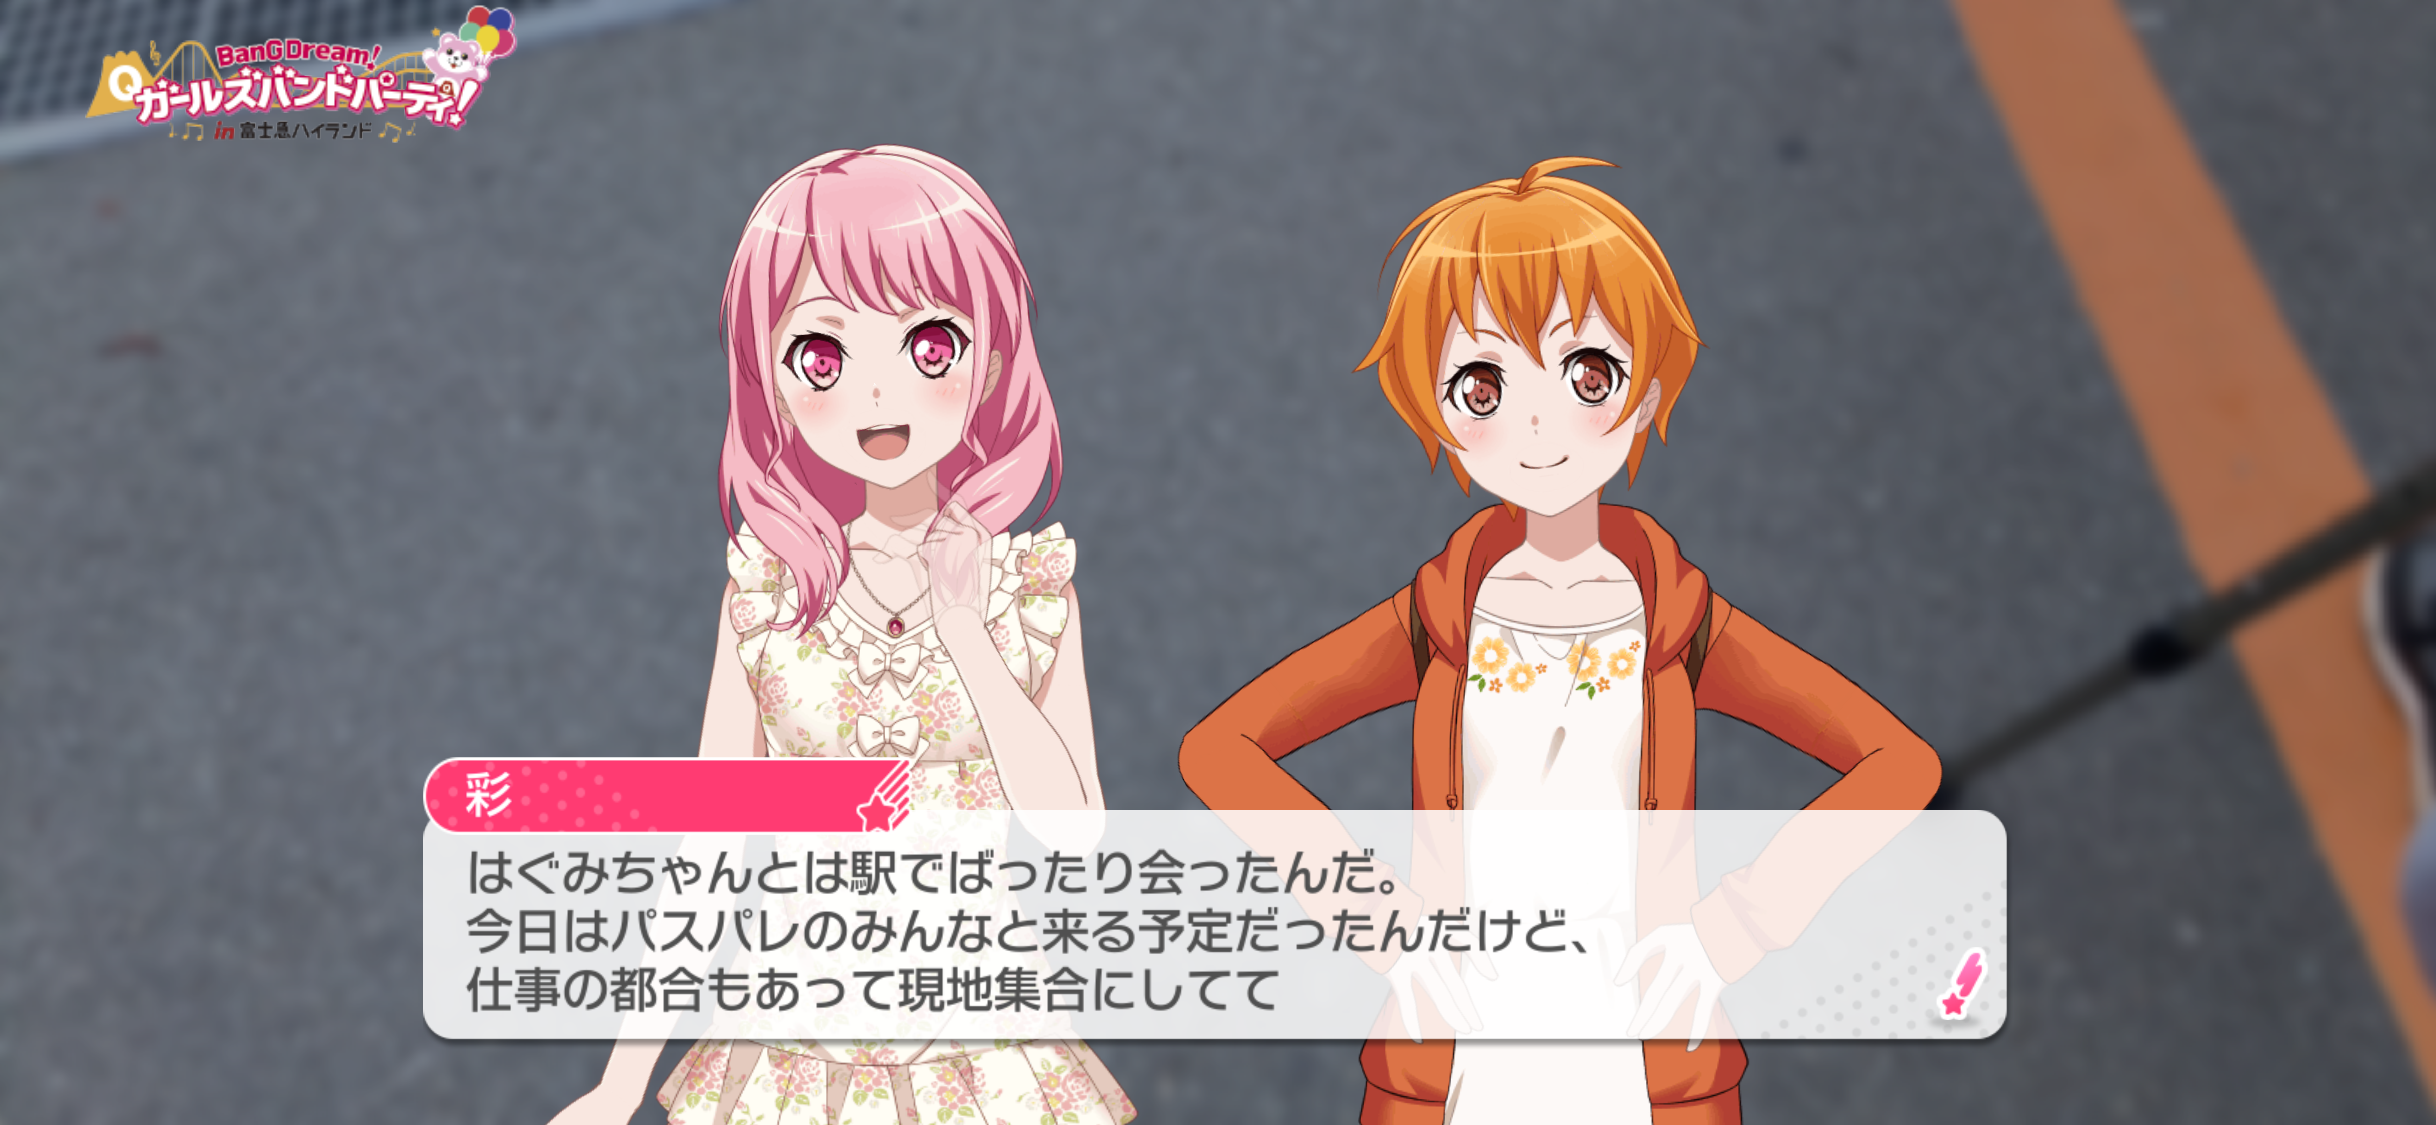 BanG Dream!
ガールズバンドパーティ!
in 富士急ハイランド
彩
はぐみちゃんとは駅でばったり会ったんだ。
今日はパスパレのみんなと来る予定だったんだけど、
仕事の都合もあって現地集合にしてて